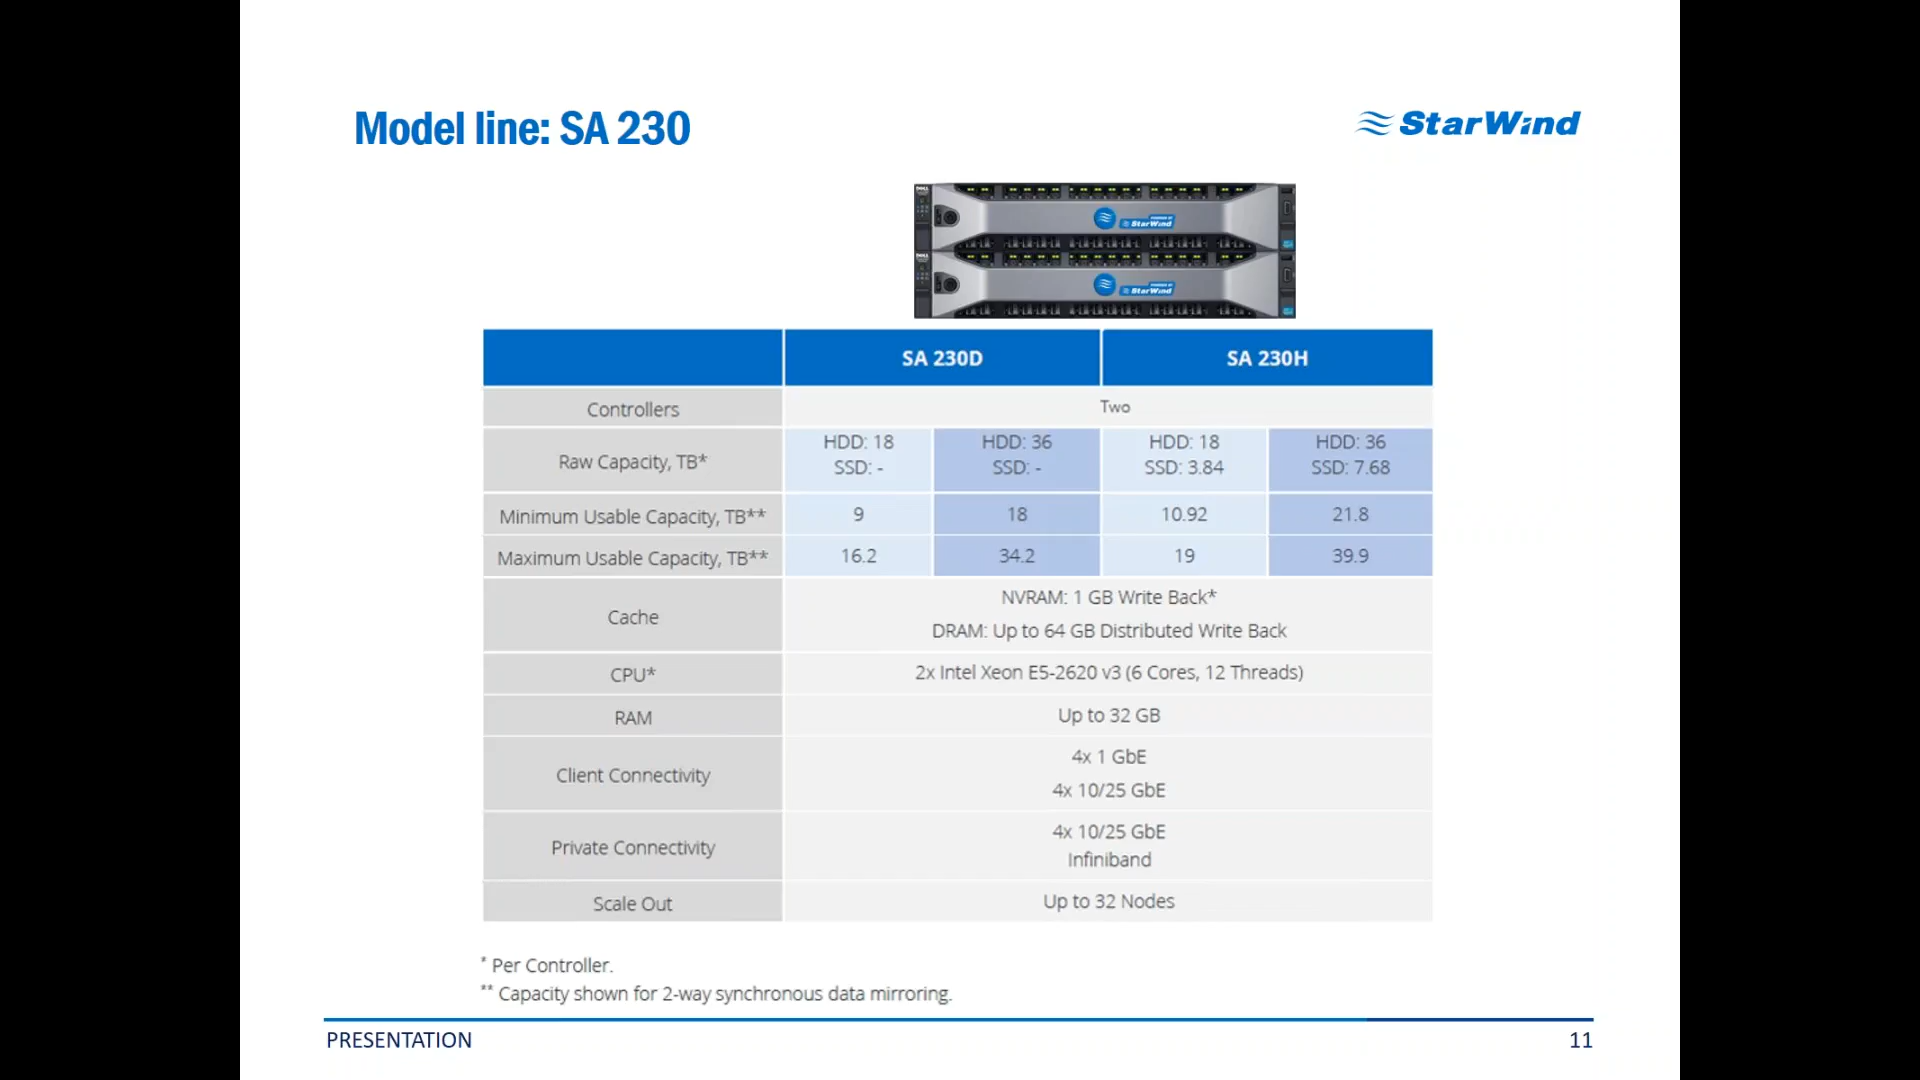 Model line: SA 230
StarWind
StarWind
StarWind
SA 230D SA 230H
Controllers Two
Raw Capacity, TB* HDD: 18 HDD: 36 HDD: 18 HDD: 36
SSD: - SSD: - SSD: 3.84 SSD: 7.68
Minimum Usable Capacity, TB** 9 18 10.92 21.8
Maximum Usable Capacity, TB** 16.2 34.2 19 39.9
Cache
NVRAM: 1 GB Write Back*
DRAM: Up to 64 GB Distributed Write Back
CPU* 2x Intel Xeon E5-2620 v3 (6 Cores, 12 Threads)
RAM Up to 32 GB
Client Connectivity
4x 1 GbE
4x 10/25 GbE
Private Connectivity
4x 10/25 GbE
Infiniband
Scale Out Up to 32 Nodes
* Per Controller.
** Capacity shown for 2-way synchronous data mirroring.
PRESENTATION 11